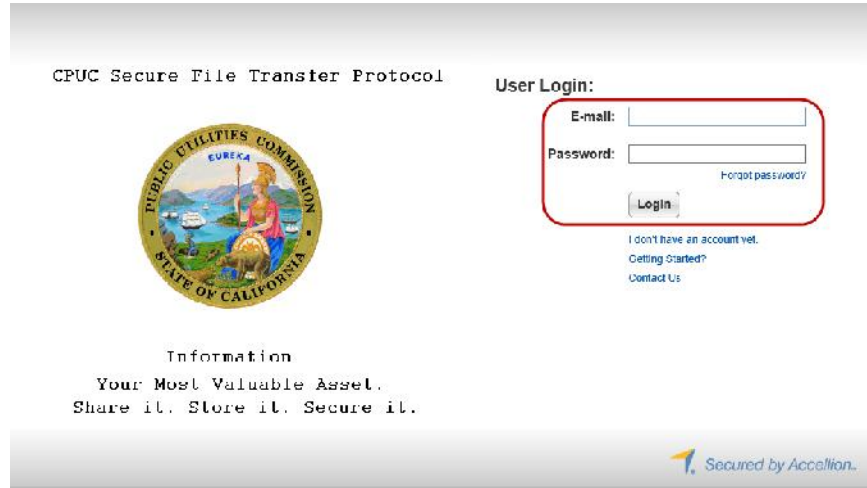 CPUC Secure File Transfer Protocol
PUBLIC UTILITIES COMMISSION
EUREKA
STATE OF CALIFORNIA
Information
Your Most Valuable Asset.
Share it. Store it. Secure it.
User Login:
E-mail:
Password:
Forgot password?
Login
I don't have an account yet.
Getting Started?
Contact Us
Secured by Accellion™